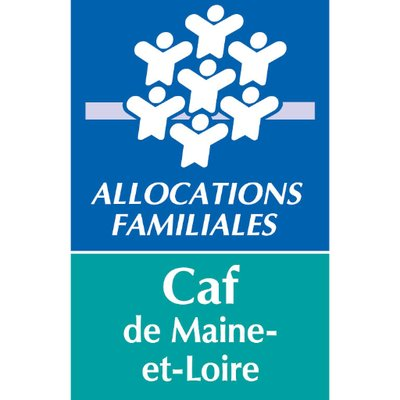 ALLOCATIONS
FAMILIALES
Caf
de Maine-
et-Loire